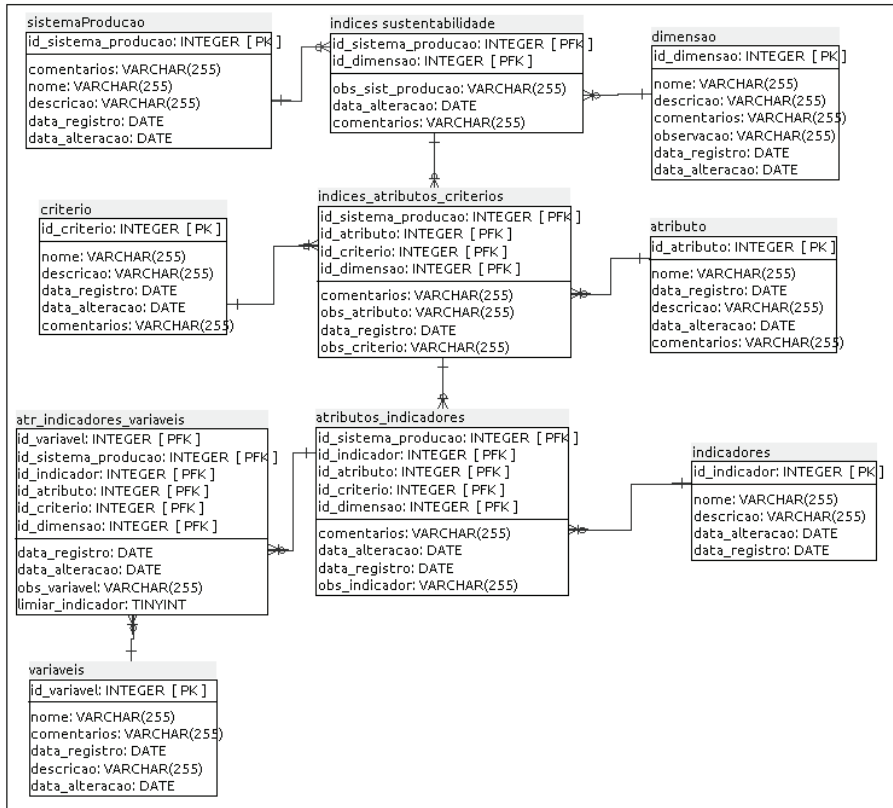 sistemaProducao
id_sistema_producao: INTEGER [ PK ]
comentarios: VARCHAR(255)
nome: VARCHAR(255)
descricao: VARCHAR(255)
data_registro: DATE
data_alteracao: DATE
indices sustentabilidade
id_sistema_producao: INTEGER [ PFK ]
id_dimensao: INTEGER [ PFK ]
obs_sist_producao: VARCHAR(255)
data_alteracao: DATE
comentarios: VARCHAR(255)
dimensao
id_dimensao: INTEGER [ PK ]
nome: VARCHAR(255)
descricao: VARCHAR(255)
comentarios: VARCHAR(255)
observacao: VARCHAR(255)
data_registro: DATE
data_alteracao: DATE
criterio
id_criterio: INTEGER [ PK ]
nome: VARCHAR(255)
descricao: VARCHAR(255)
data_registro: DATE
data_alteracao: DATE
comentarios: VARCHAR(255)
indices_atributos_criterios
id_sistema_producao: INTEGER [ PFK ]
id_atributo: INTEGER [ PFK ]
id_criterio: INTEGER [ PFK ]
id_dimensao: INTEGER [ PFK ]
comentarios: VARCHAR(255)
obs_atributo: VARCHAR(255)
data_registro: DATE
obs_criterio: VARCHAR(255)
atributo
id_atributo: INTEGER [ PK ]
nome: VARCHAR(255)
data_registro: DATE
descricao: VARCHAR(255)
data_alteracao: DATE
comentarios: VARCHAR(255)
atr_indicadores_variaveis
id_variavel: INTEGER [ PFK ]
id_sistema_producao: INTEGER [ PFK ]
id_indicador: INTEGER [ PFK ]
id_atributo: INTEGER [ PFK ]
id_criterio: INTEGER [ PFK ]
id_dimensao: INTEGER [ PFK ]
data_registro: DATE
data_alteracao: DATE
obs_variavel: VARCHAR(255)
limiar_indicador: TINYINT
atributos_indicadores
id_sistema_producao: INTEGER [ PFK ]
id_indicador: INTEGER [ PFK ]
id_atributo: INTEGER [ PFK ]
id_criterio: INTEGER [ PFK ]
id_dimensao: INTEGER [ PFK ]
comentarios: VARCHAR(255)
data_alteracao: DATE
data_registro: DATE
obs_indicador: VARCHAR(255)
indicadores
id_indicador: INTEGER [ PK ]
nome: VARCHAR(255)
descricao: VARCHAR(255)
data_alteracao: DATE
data_registro: DATE
variaveis
id_variavel: INTEGER [ PK ]
nome: VARCHAR(255)
comentarios: VARCHAR(255)
data_registro: DATE
descricao: VARCHAR(255)
data_alteracao: DATE